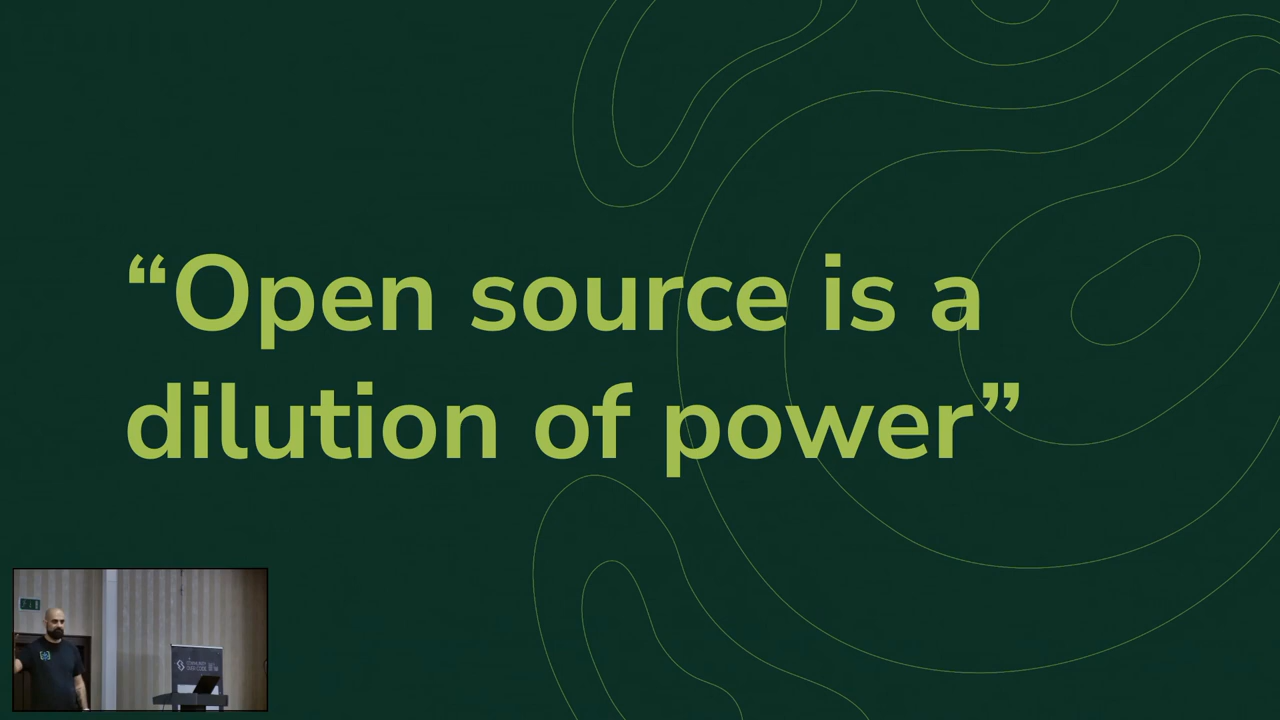 “Open source is a
dilution of power”